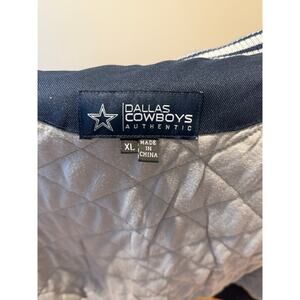 DALLAS
COWBOYS
AUTHENTIC
XL
MADE
IN
CHINA